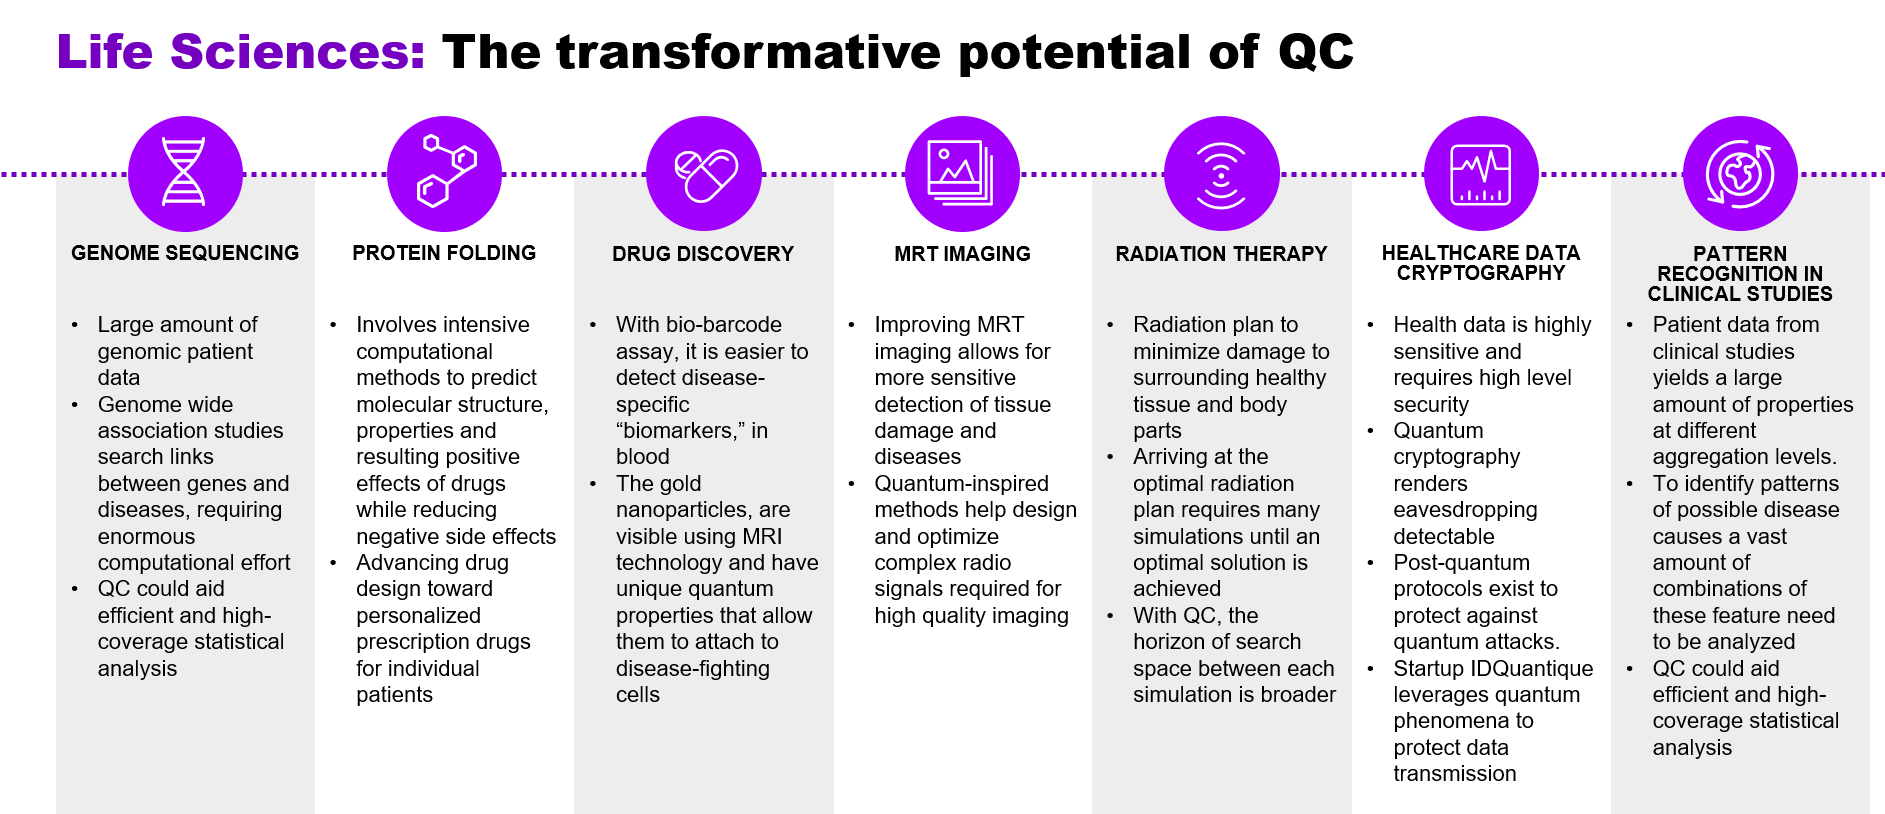 Life Sciences: The transformative potential of QC
GENOME SEQUENCING
• Large amount of
genomic patient
data
• Genome wide
association studies
search links
between genes and
diseases, requiring
enormous
computational effort
• QC could aid
efficient and high-
coverage statistical
analysis
PROTEIN FOLDING
• Involves intensive
computational
methods to predict
molecular structure,
properties and
resulting positive
effects of drugs
while reducing
negative side effects
• Advancing drug
design toward
personalized
prescription drugs
for individual
patients
DRUG DISCOVERY
• With bio-barcode
assay, it is easier to
detect disease-
specific
“biomarkers,” in
blood
• The gold
nanoparticles, are
visible using MRI
technology and have
unique quantum
properties that allow
them to attach to
disease-fighting
cells
MRT IMAGING
• Improving MRT
imaging allows for
more sensitive
detection of tissue
damage and
diseases
• Quantum-inspired
methods help design
and optimize
complex radio
signals required for
high quality imaging
RADIATION THERAPY
• Radiation plan to
minimize damage to
surrounding healthy
tissue and body
parts
• Arriving at the
optimal radiation
plan requires many
simulations until an
optimal solution is
achieved
• With QC, the
horizon of search
space between each
simulation is broader
HEALTHCARE DATA
CRYPTOGRAPHY
• Health data is highly
sensitive and
requires high level
security
• Quantum
cryptography
renders
eavesdropping
detectable
• Post-quantum
protocols exist to
protect against
quantum attacks.
• Startup IDQuantique
leverages quantum
phenomena to
protect data
transmission
PATTERN
RECOGNITION IN
CLINICAL STUDIES
• Patient data from
clinical studies
yields a large
amount of properties
at different
aggregation levels.
• To identify patterns
of possible disease
causes a vast
amount of
combinations of
these feature need
to be analyzed
• QC could aid
efficient and high-
coverage statistical
analysis